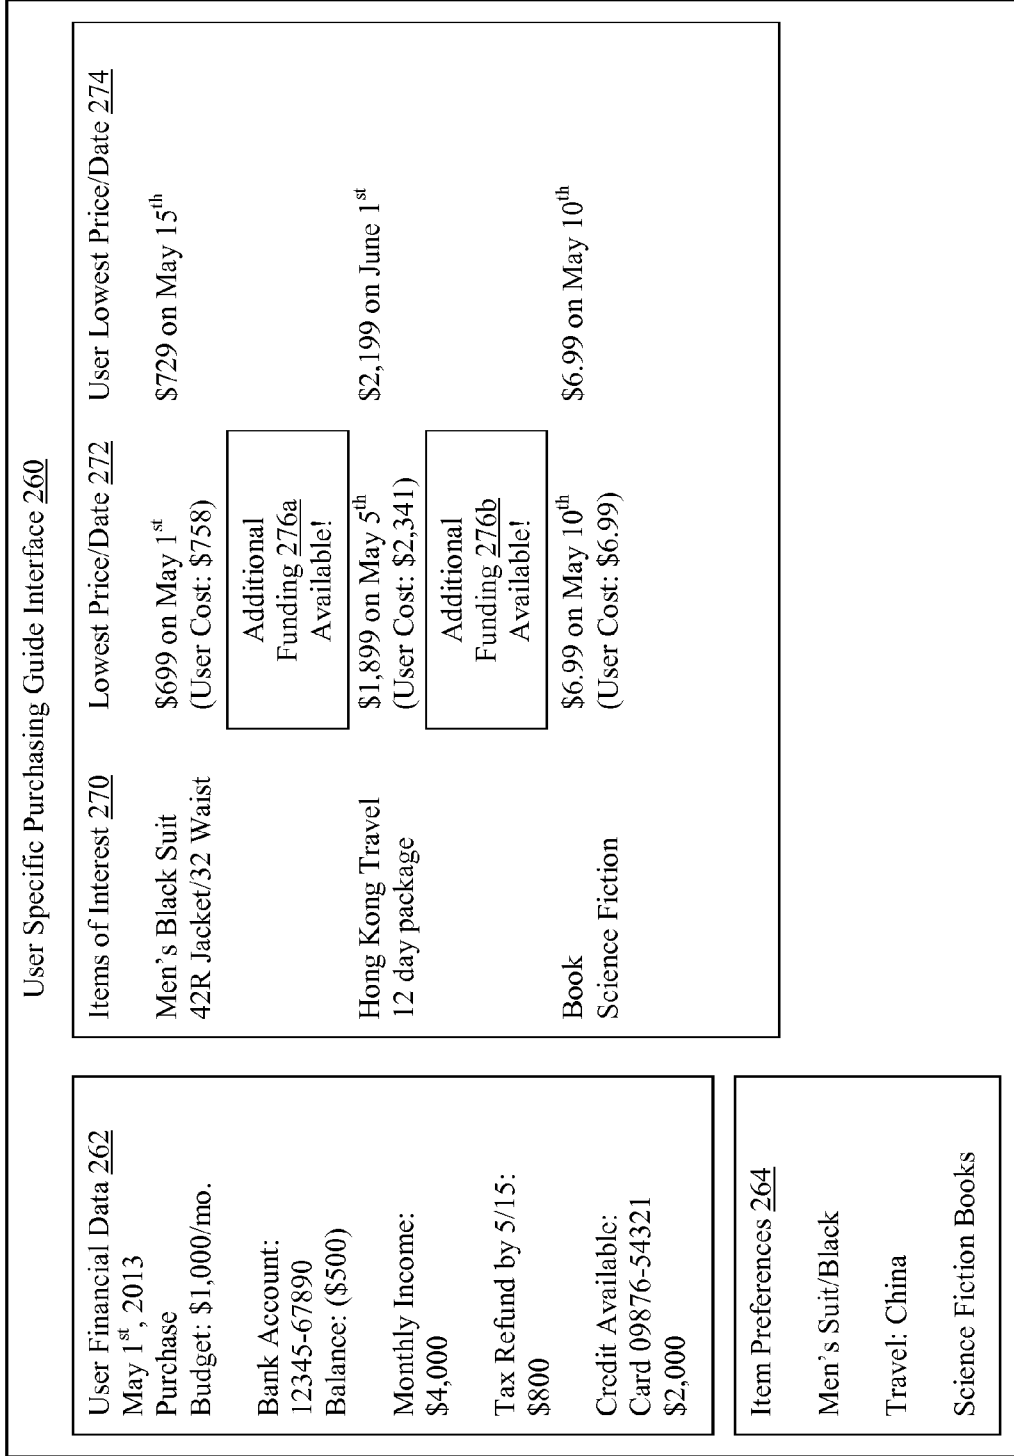 User Specific Purchasing Guide Interface 260
User Financial Data 262
May 1st, 2013
Purchase
Budget: $1,000/mo.
Bank Account:
12345-67890
Balance: ($500)
Monthly Income:
$4,000
Tax Refund by 5/15:
$800
Credit Available:
Card 09876-54321
$2,000
Item Preferences 264
Men's Suit/Black
Travel: China
Science Fiction Books
Items of Interest 270 Lowest Price/Date 272 User Lowest Price/Date 274
Men's Black Suit $699 on May 1st $729 on May 15th
42R Jacket/32 Waist (User Cost: $758)
Additional
Funding 276a
Available!
Hong Kong Travel $1,899 on May 5th $2,199 on June 1st
12 day package (User Cost: $2,341)
Additional
Funding 276b
Available!
Book $6.99 on May 10th $6.99 on May 10th
Science Fiction (User Cost: $6.99)